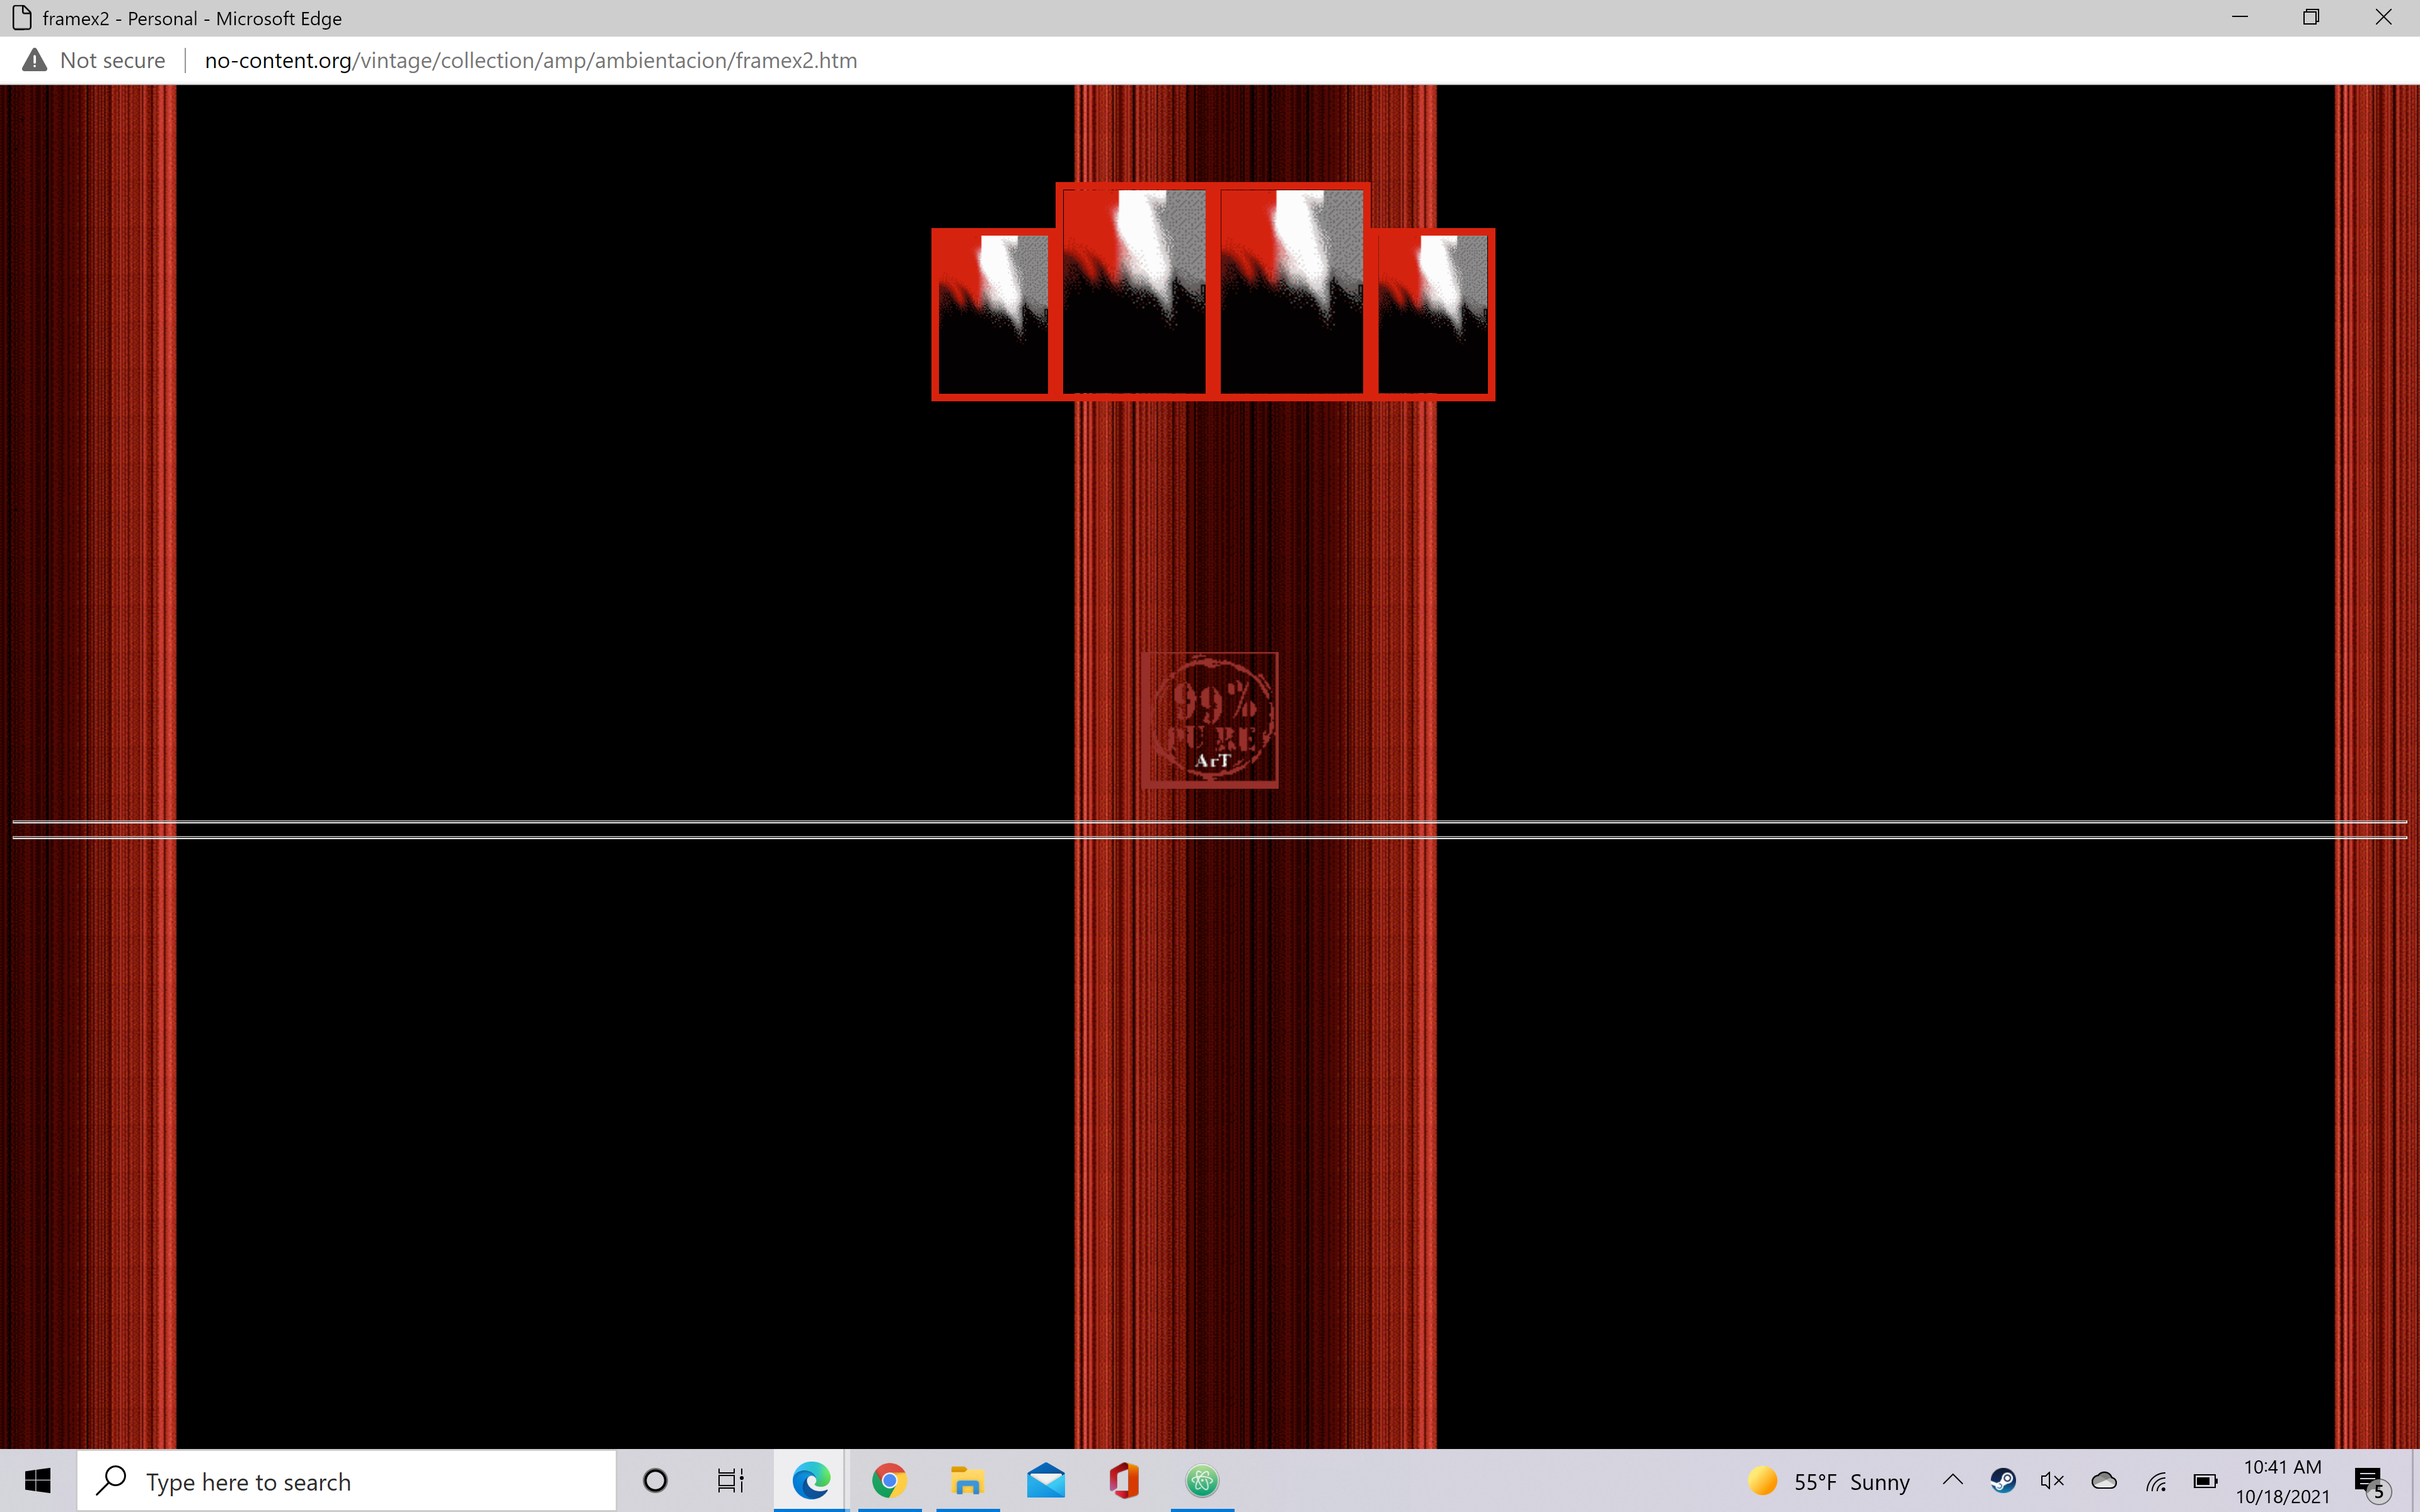 framex2 - Personal - Microsoft Edge
Not secure
no-content.org/vintage/collection/amp/ambientacion/framex2.htm
99%
PURE
ArT
Type here to search
55°F Sunny
10:41 AM
10/18/2021
5